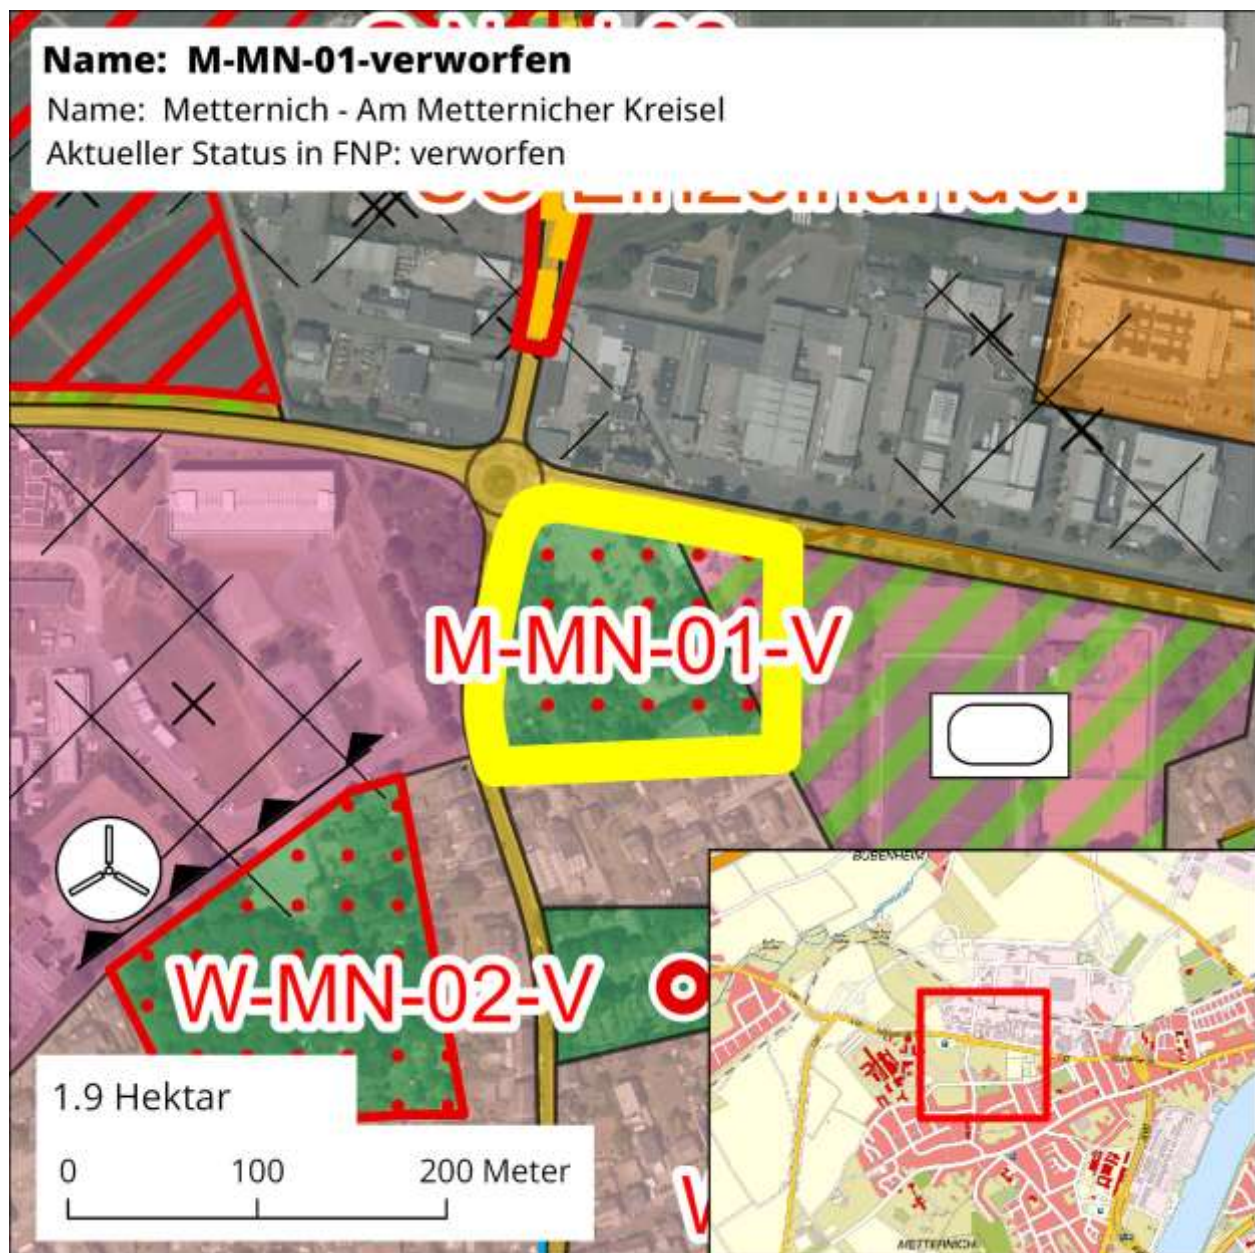 Name: M-MN-01-verworfen
Name: Metternich - Am Metternicher Kreisel
Aktueller Status in FNP: verworfen
M-MN-01-V
W-MN-02-V
BUBENHEIM
METTERNICH
1.9 Hektar
0 100 200 Meter